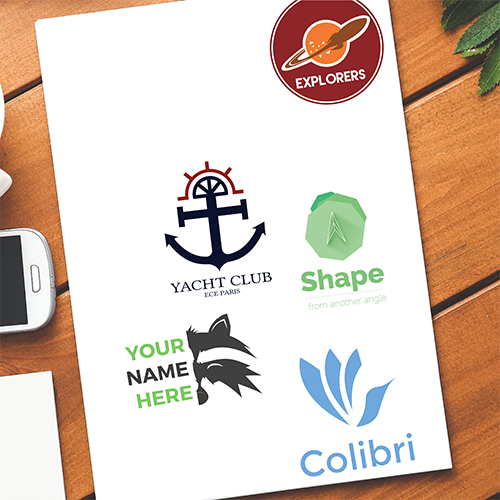 EXPLORERS
YACHT CLUB
ECE PARIS
Shape
from another angle
YOUR
NAME
HERE
Colibri